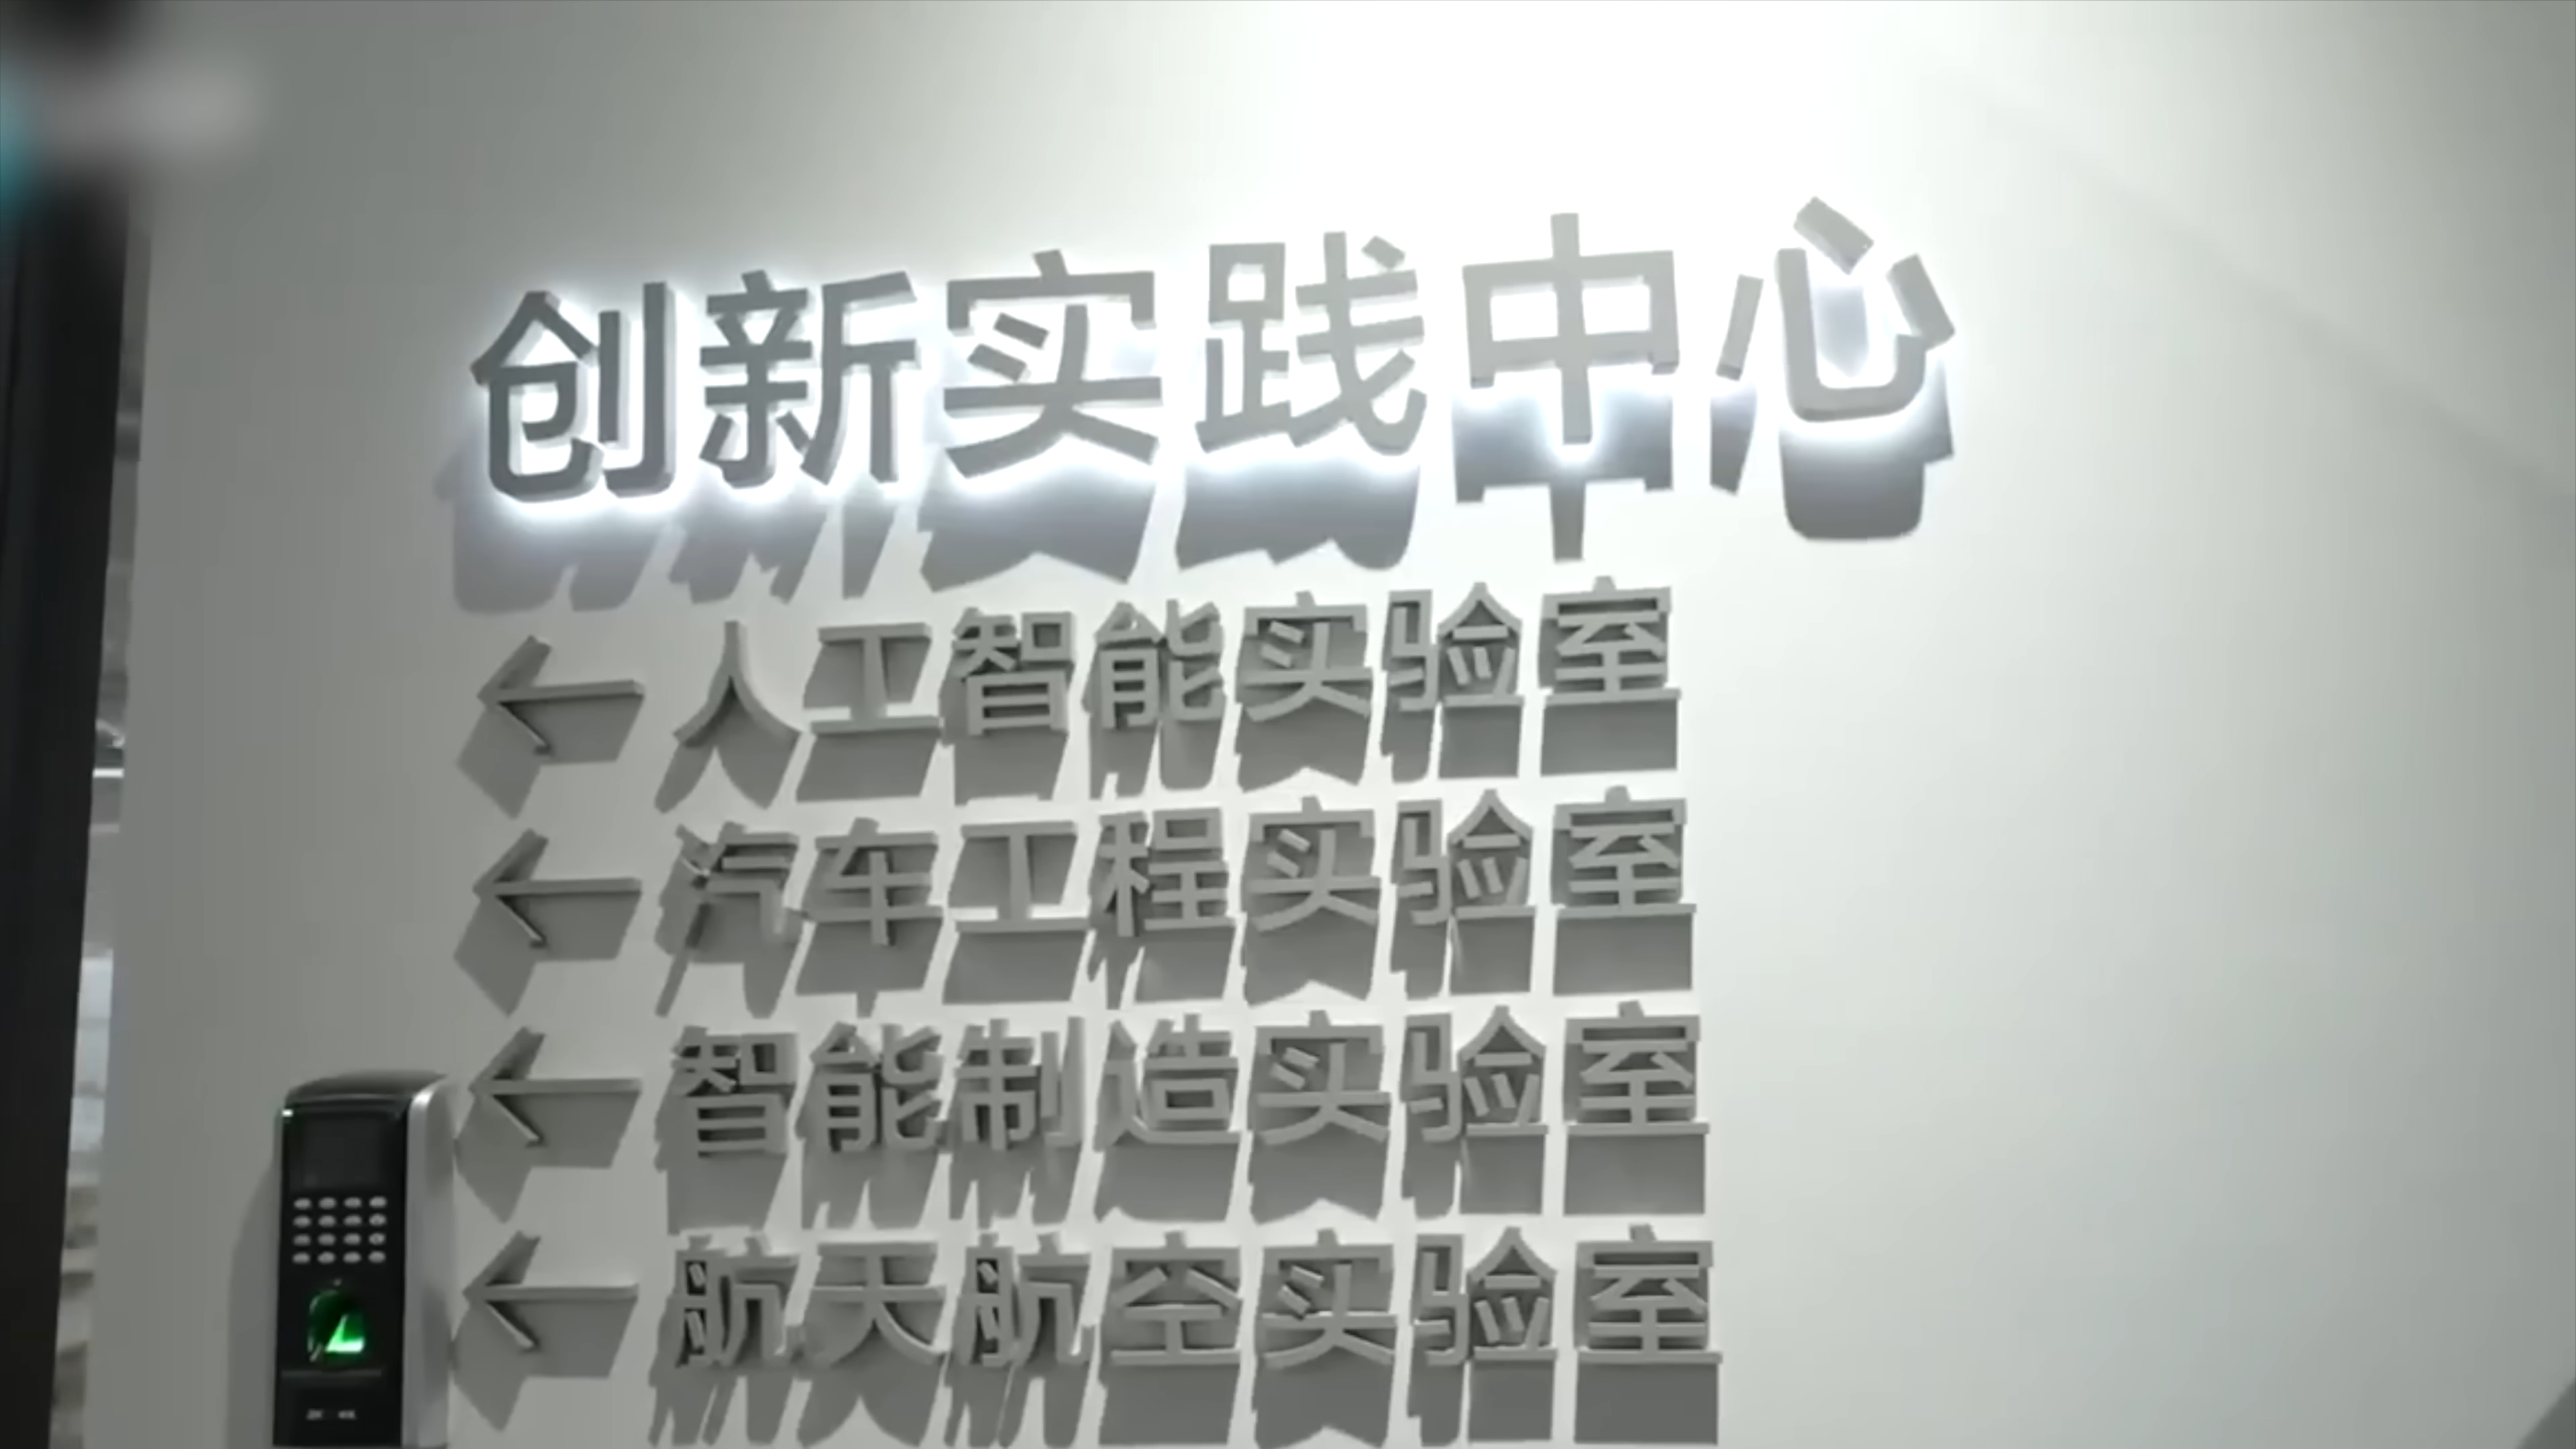 创新实践中心
← 人工智能实验室
← 汽车工程实验室
← 智能制造实验室
← 航天航空实验室